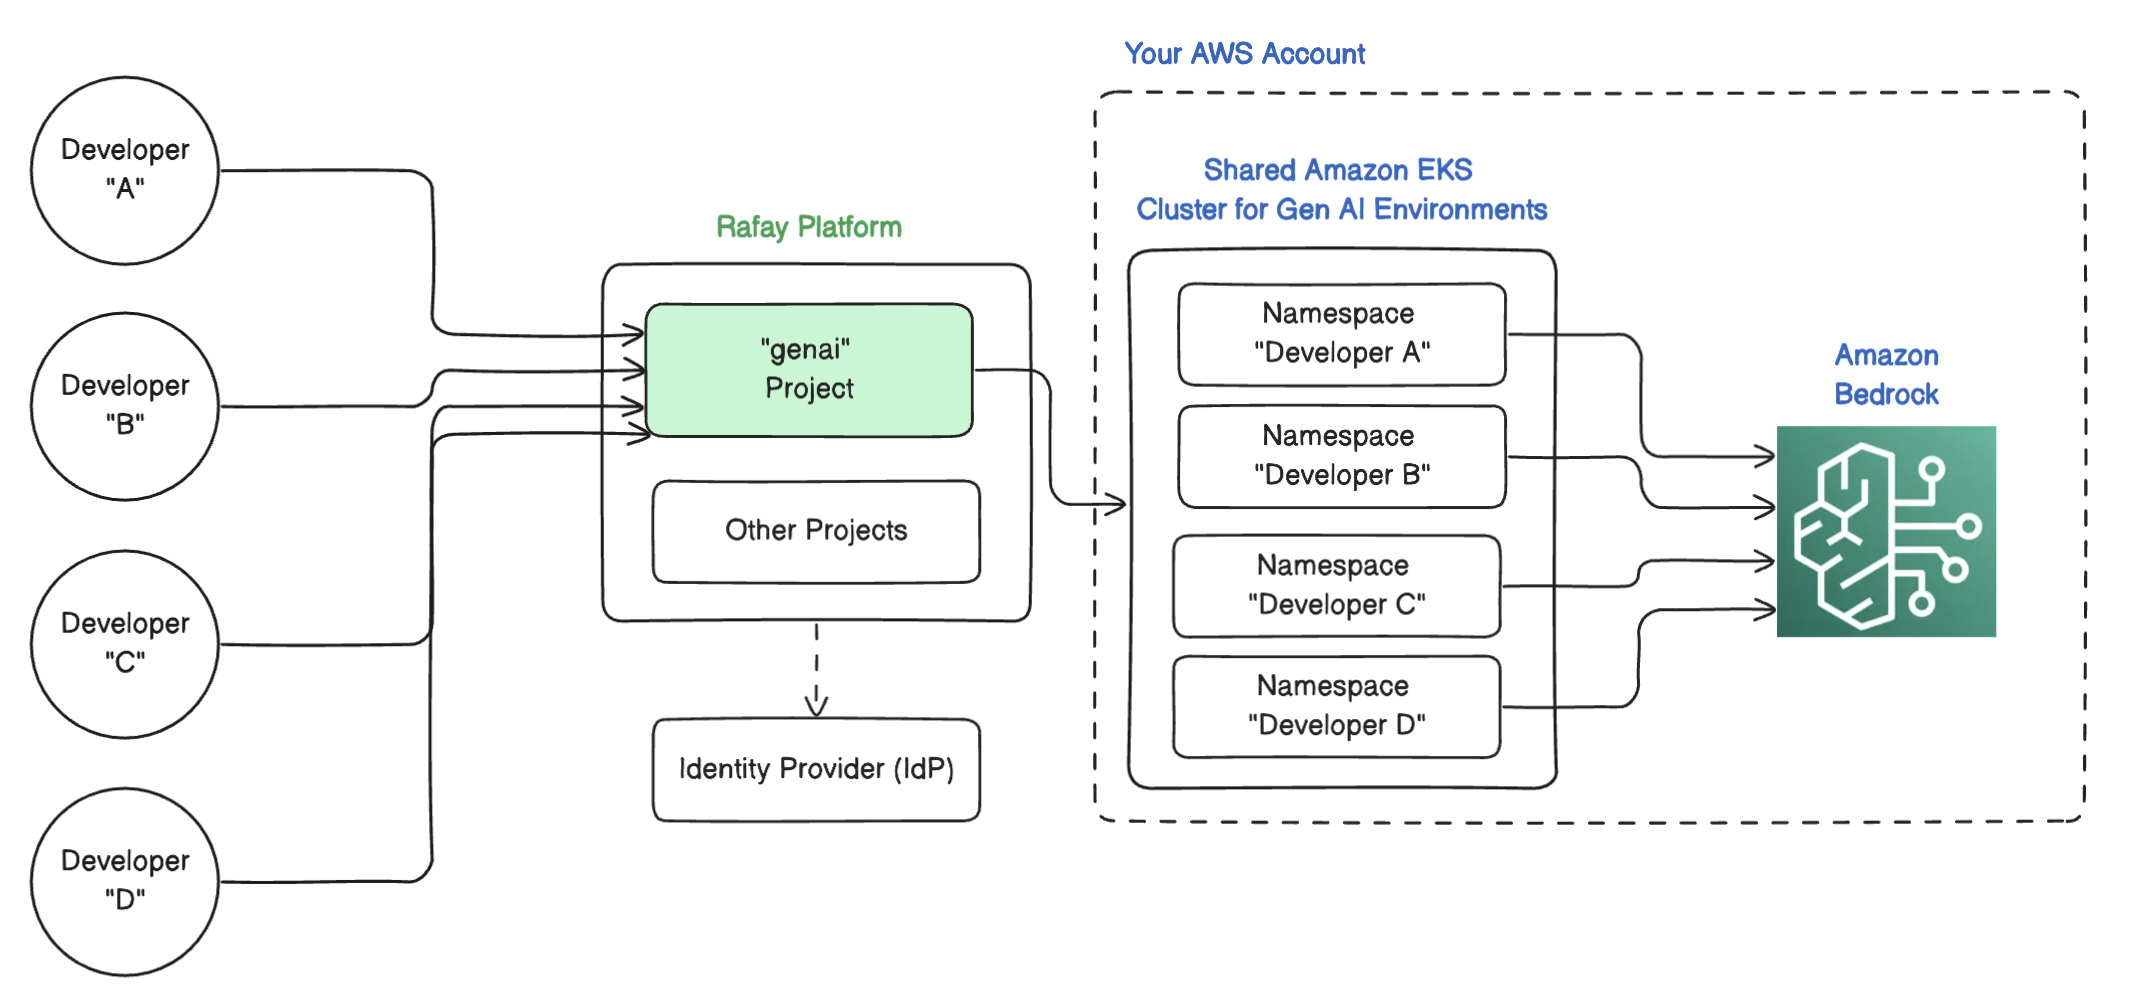 Your AWS Account
Developer
"A"
Developer
"B"
Developer
"C"
Developer
"D"
Rafay Platform
"genai"
Project
Other Projects
Identity Provider (IdP)
Shared Amazon EKS
Cluster for Gen AI Environments
Namespace
"Developer A"
Namespace
"Developer B"
Namespace
"Developer C"
Namespace
"Developer D"
Amazon
Bedrock